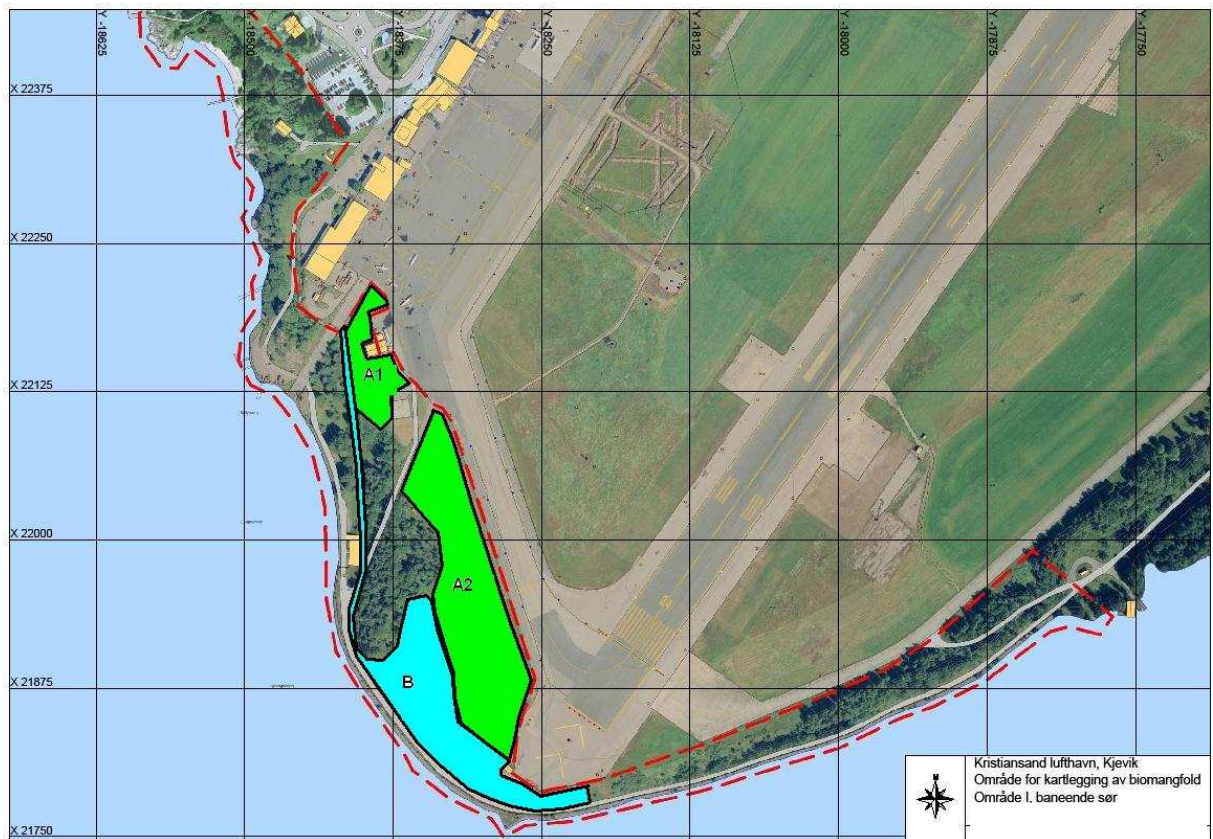 Y -18625
Y -18500
Y -18375
Y -18250
Y -18125
Y -18000
Y -17875
Y -17750
X 22375
X 22250
X 22125
X 22000
X 21875
X 21750
A1
A2
B
N
Kristiansand lufthavn, Kjevik
Område for kartlegging av biomangfold
Område I. baneende sør